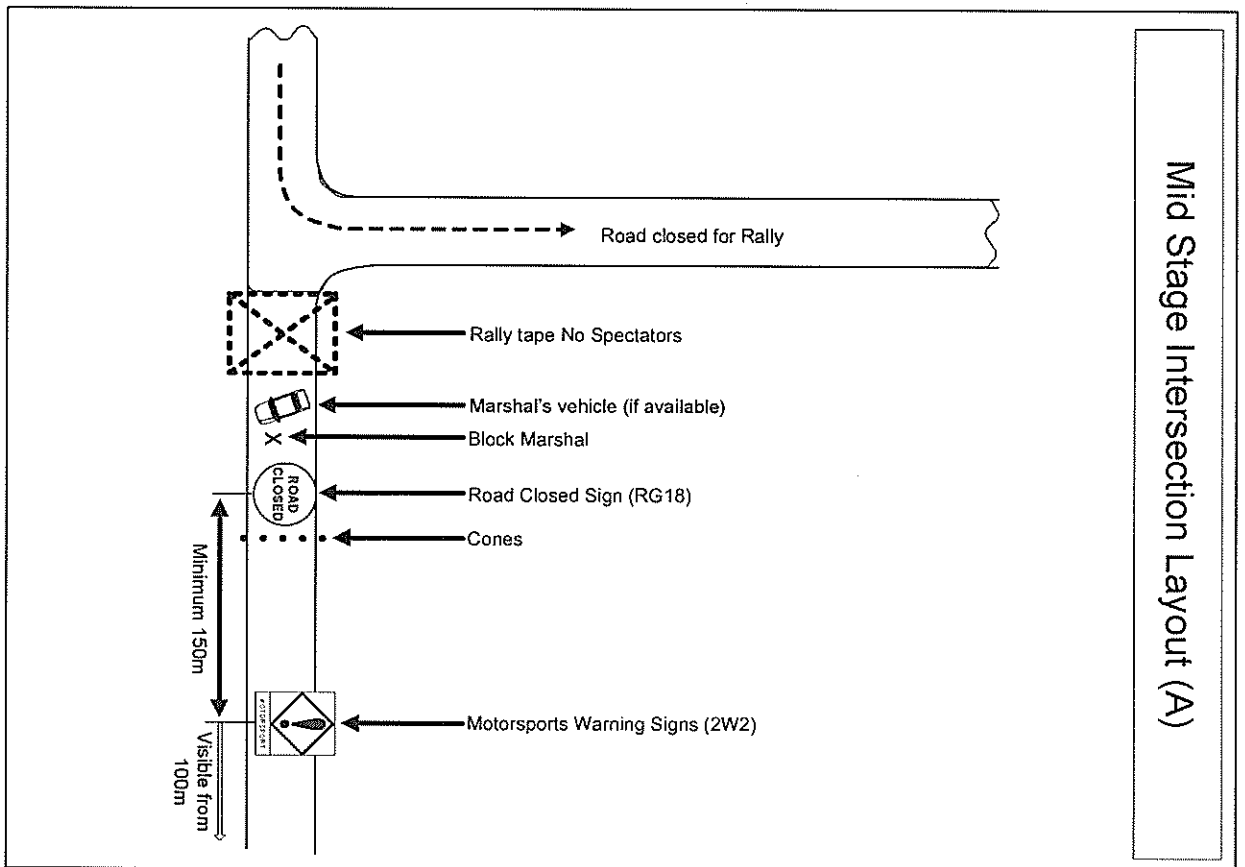 Mid Stage Intersection Layout (A)
Road closed for Rally
Rally tape No Spectators
Marshal's vehicle (if available)
X Block Marshal
ROAD
CLOSED
Road Closed Sign (RG18)
Cones
Minimum 150m
MOTORSPORT
Motorsports Warning Signs (2W2)
Visible from
100m